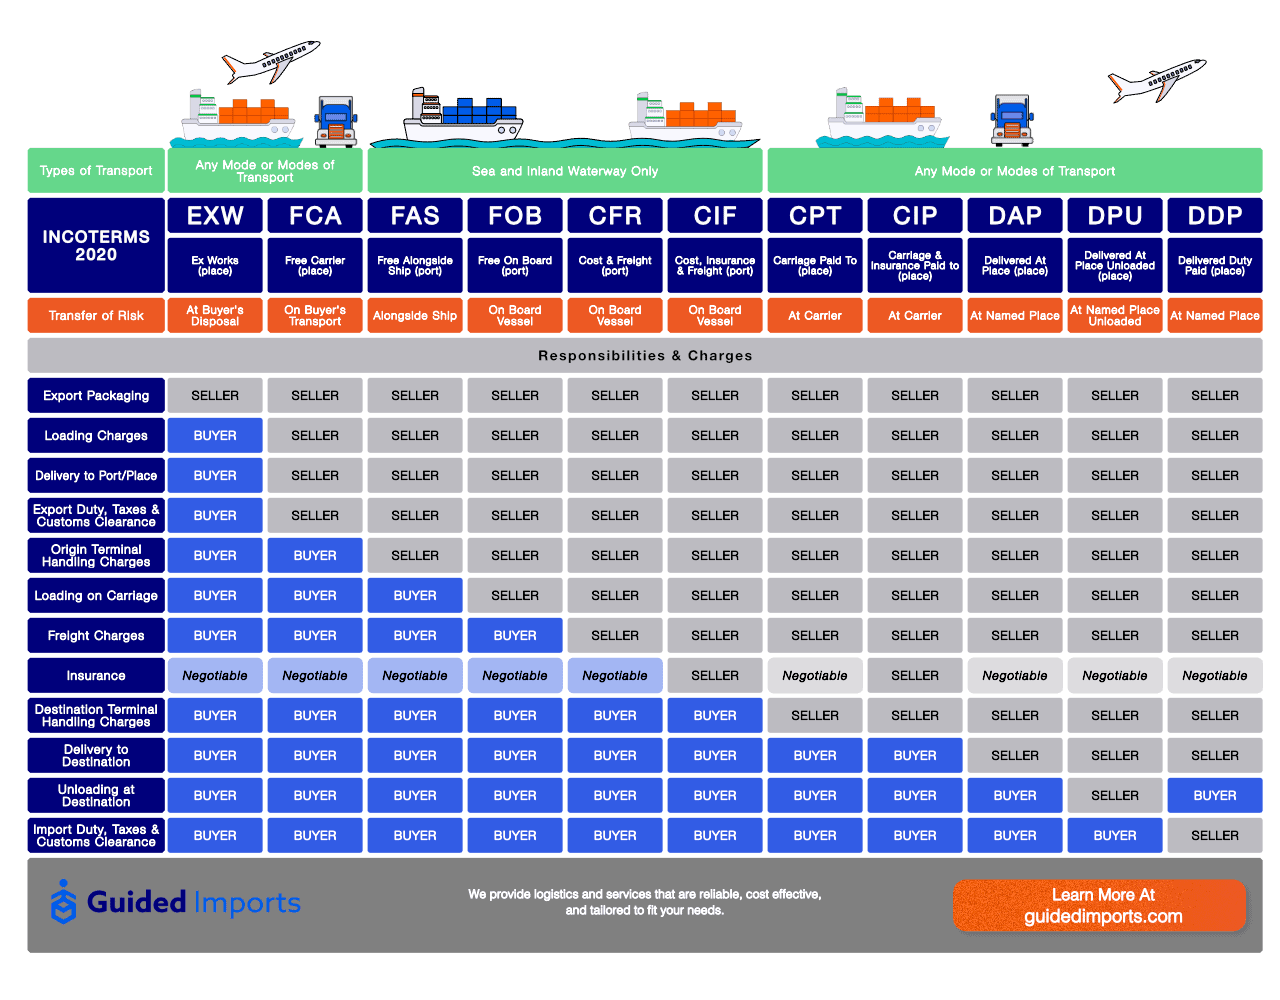 Types of Transport
Any Mode or Modes of
Transport
Sea and Inland Waterway Only
Any Mode or Modes of Transport
INCOTERMS
2020
EXW FCA FAS FOB CFR CIF CPT CIP DAP DPU DDP
Ex Works
(place)
Free Carrier
(place)
Free Alongside
Ship (port)
Free On Board
(port)
Cost & Freight
(port)
Cost, Insurance
& Freight (port)
Carriage Paid To
(place)
Carriage &
Insurance Paid to
(place)
Delivered At
Place (place)
Delivered At
Place Unloaded
(place)
Delivered Duty
Paid (place)
Transfer of Risk
At Buyer's
Disposal
On Buyer's
Transport
Alongside Ship
On Board
Vessel
On Board
Vessel
On Board
Vessel
At Carrier
At Carrier
At Named Place
At Named Place
Unloaded
At Named Place
Responsibilities & Charges
Export Packaging SELLER SELLER SELLER SELLER SELLER SELLER SELLER SELLER SELLER SELLER SELLER
Loading Charges BUYER SELLER SELLER SELLER SELLER SELLER SELLER SELLER SELLER SELLER SELLER
Delivery to Port/Place BUYER SELLER SELLER SELLER SELLER SELLER SELLER SELLER SELLER SELLER SELLER
Export Duty, Taxes &
Customs Clearance
BUYER SELLER SELLER SELLER SELLER SELLER SELLER SELLER SELLER SELLER SELLER
Origin Terminal
Handling Charges
BUYER BUYER SELLER SELLER SELLER SELLER SELLER SELLER SELLER SELLER SELLER
Loading on Carriage BUYER BUYER BUYER SELLER SELLER SELLER SELLER SELLER SELLER SELLER SELLER
Freight Charges BUYER BUYER BUYER BUYER SELLER SELLER SELLER SELLER SELLER SELLER SELLER
Insurance Negotiable Negotiable Negotiable Negotiable Negotiable SELLER Negotiable SELLER Negotiable Negotiable Negotiable
Destination Terminal
Handling Charges
BUYER BUYER BUYER BUYER BUYER BUYER SELLER SELLER SELLER SELLER SELLER
Delivery to
Destination
BUYER BUYER BUYER BUYER BUYER BUYER BUYER BUYER SELLER SELLER SELLER
Unloading at
Destination
BUYER BUYER BUYER BUYER BUYER BUYER BUYER BUYER BUYER SELLER BUYER
Import Duty, Taxes &
Customs Clearance
BUYER BUYER BUYER BUYER BUYER BUYER BUYER BUYER BUYER BUYER SELLER
Guided Imports
We provide logistics and services that are reliable, cost effective,
and tailored to fit your needs.
Learn More At
guidedimports.com